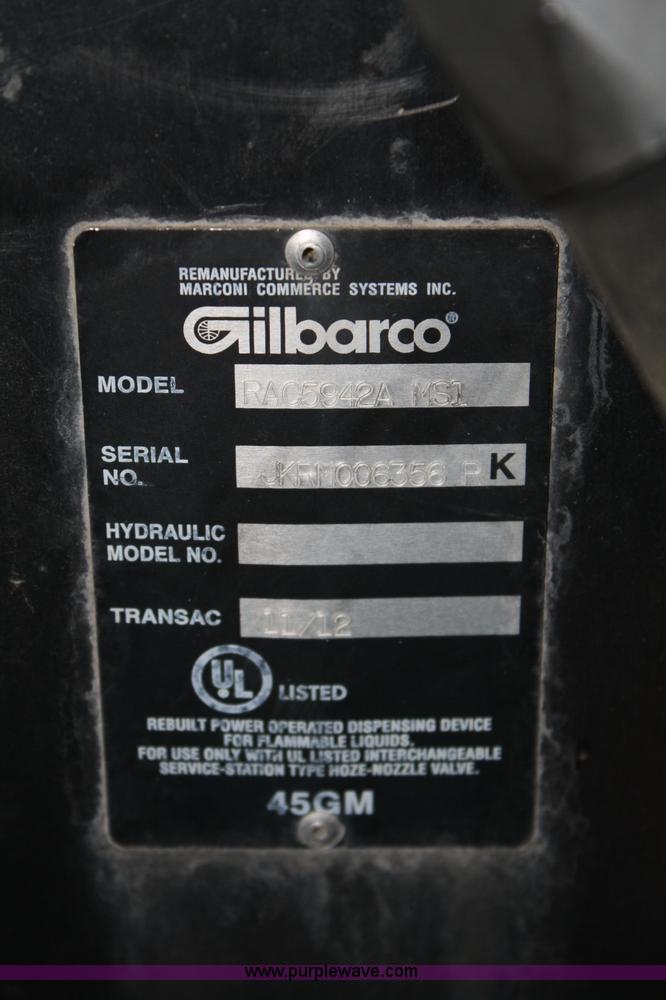 REMANUFACTURED BY
MARCONI COMMERCE SYSTEMS INC.
Gilbarco®
MODEL RAC5942A MS1
SERIAL
NO. JKRM006356 P K
HYDRAULIC
MODEL NO.
TRANSAC 11/12
UL LISTED
REBUILT POWER OPERATED DISPENSING DEVICE
FOR FLAMMABLE LIQUIDS.
FOR USE ONLY WITH UL LISTED INTERCHANGEABLE
SERVICE-STATION TYPE HOZE-NOZZLE VALVE.
45GM
www.purplewave.com